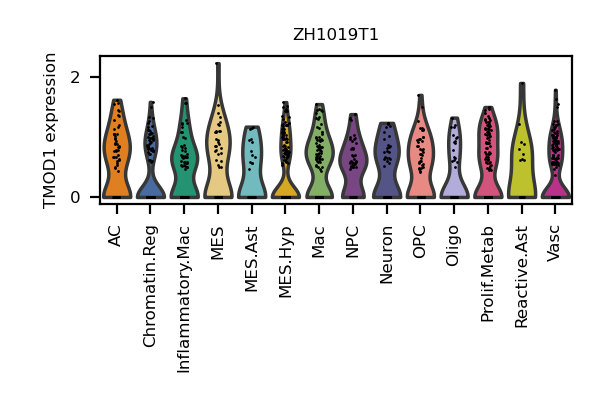 ZH1019T1
TMOD1 expression
2
0
AC
Chromatin.Reg
Inflammatory.Mac
MES
MES.Ast
MES.Hyp
Mac
NPC
Neuron
OPC
Oligo
Prolif.Metab
Reactive.Ast
Vasc